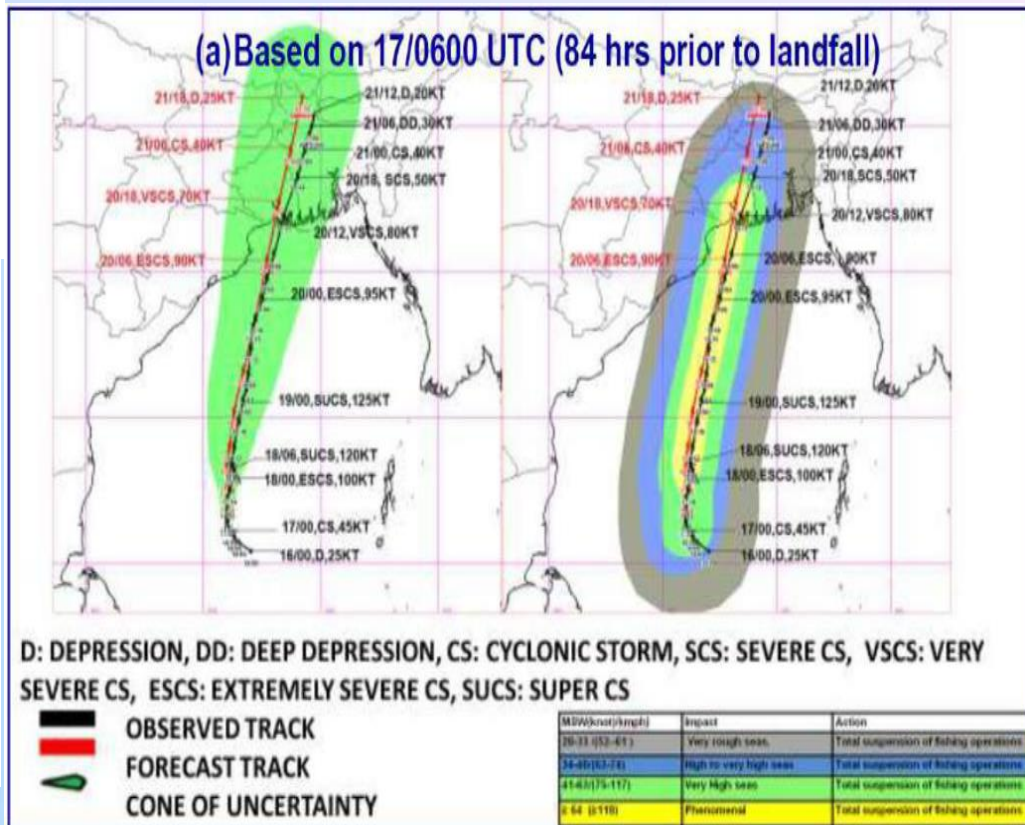 (a)Based on 17/0600 UTC (84 hrs prior to landfall)
21/18,D,25KT
21/12,D,20KT
21/06,DD,30KT
21/06,CS,40KT
21/00,CS,40KT
20/18, SCS,50KT
20/18,VSCS,70KT
20/12,VSCS,80KT
20/06,ESCS,90KT
20/00,ESCS,95KT
19/00,SUCS,125KT
18/06,SUCS,120KT
18/00,ESCS,100KT
17/00,CS,45KT
16/00,D,25KT
21/18,D,25KT
21/12,D,20KT
21/06,DD,30KT
21/06,CS,40KT
21/00,CS,40KT
20/18,SCS,50KT
20/18,VSCS,70KT
20/12,VSCS,80KT
20/06,ESCS,90KT
20/06,ESCS, 90KT
20/00,ESCS,95KT
19/00,SUCS,125KT
18/06,SUCS,120KT
18/00,ESCS,100KT
17/00,CS,45KT
16/00,D,25KT
D: DEPRESSION, DD: DEEP DEPRESSION, CS: CYCLONIC STORM, SCS: SEVERE CS, VSCS: VERY
SEVERE CS, ESCS: EXTREMELY SEVERE CS, SUCS: SUPER CS
OBSERVED TRACK
FORECAST TRACK
CONE OF UNCERTAINTY
MSW(knot/kmph) Impact Action
Very rough seas. Total suspension of fishing operations
High to very high seas Total suspension of fishing operations
Very High seas Total suspension of fishing operations
Phenomenal Total suspension of fishing operations